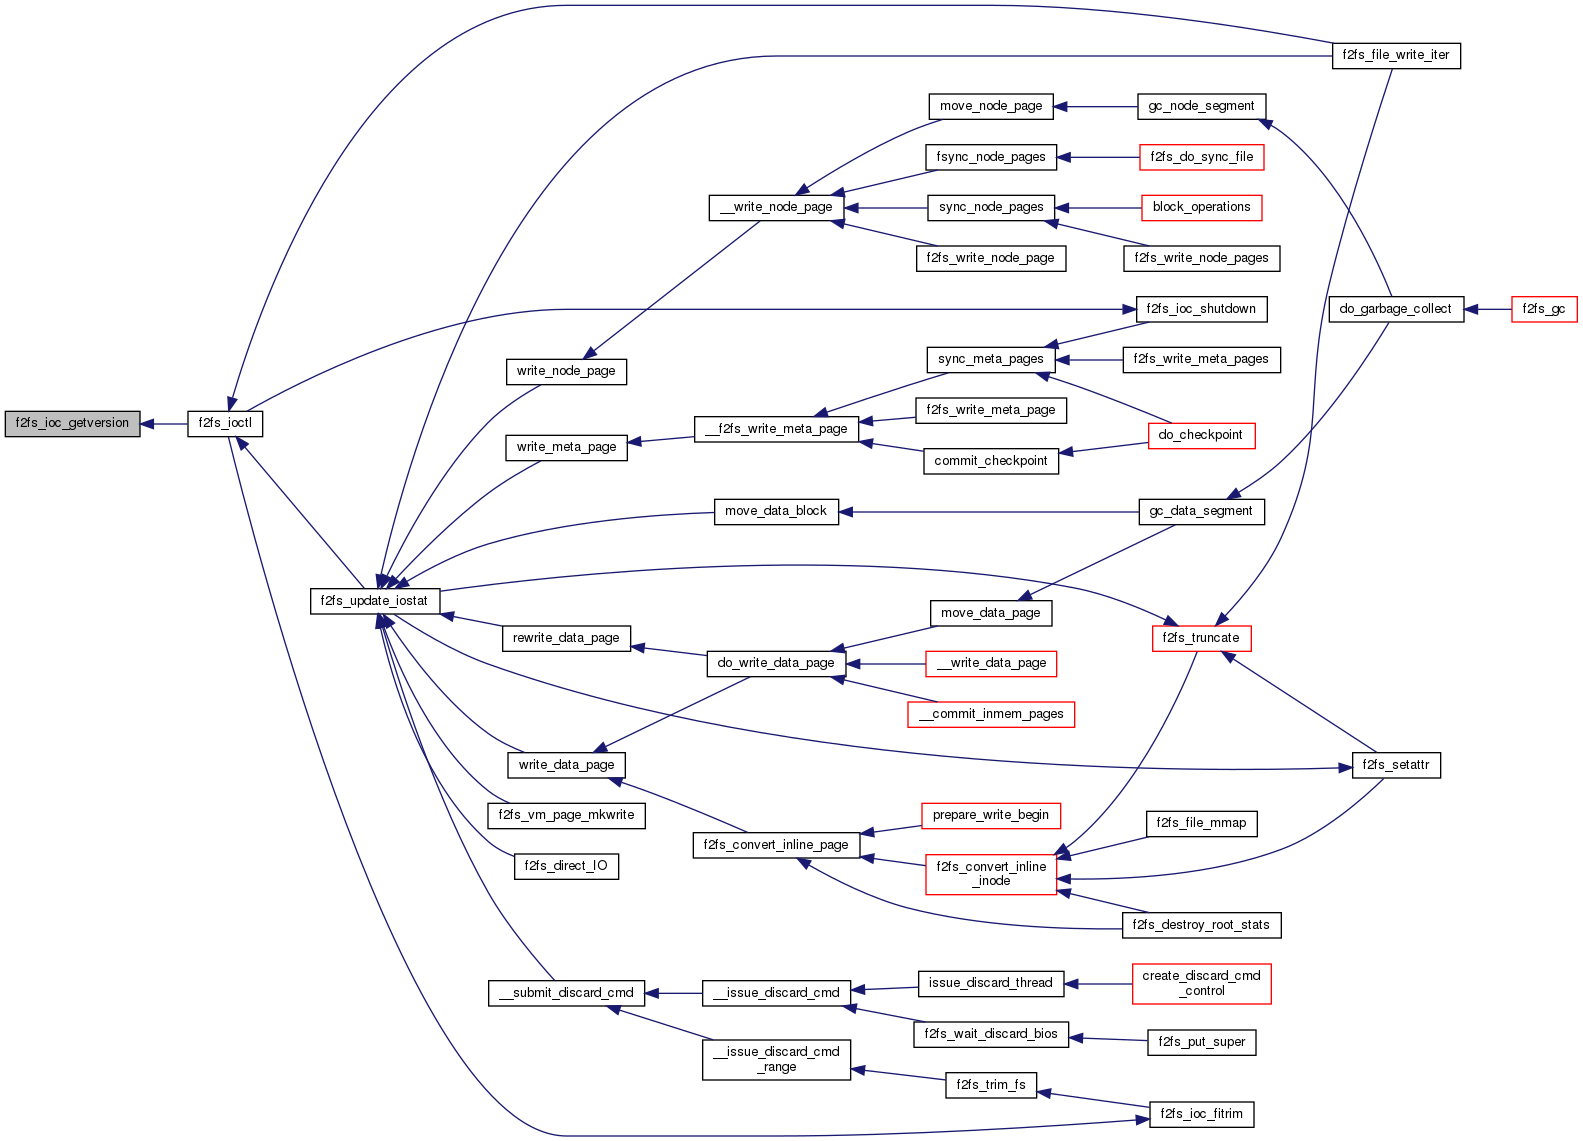 f2fs_file_write_iter
move_node_page
gc_node_segment
fsync_node_pages
f2fs_do_sync_file
__write_node_page
sync_node_pages
block_operations
f2fs_write_node_page
f2fs_write_node_pages
f2fs_ioc_shutdown
do_garbage_collect
f2fs_gc
write_node_page
sync_meta_pages
f2fs_write_meta_pages
f2fs_ioc_getversion
f2fs_ioctl
f2fs_write_meta_page
__f2fs_write_meta_page
do_checkpoint
write_meta_page
commit_checkpoint
move_data_block
gc_data_segment
f2fs_update_iostat
move_data_page
rewrite_data_page
f2fs_truncate
do_write_data_page
__write_data_page
__commit_inmem_pages
write_data_page
f2fs_setattr
f2fs_vm_page_mkwrite
prepare_write_begin
f2fs_file_mmap
f2fs_convert_inline_page
f2fs_direct_IO
f2fs_convert_inline
_inode
f2fs_destroy_root_stats
__submit_discard_cmd
__issue_discard_cmd
issue_discard_thread
create_discard_cmd
_control
f2fs_wait_discard_bios
f2fs_put_super
__issue_discard_cmd
_range
f2fs_trim_fs
f2fs_ioc_fitrim